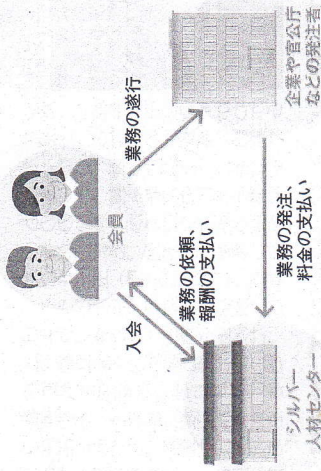 会員
入会
業務の依頼、
報酬の支払い
業務の遂行
シルバー
人材センター
業務の発注、
料金の支払い
企業や官公庁
などの発注者